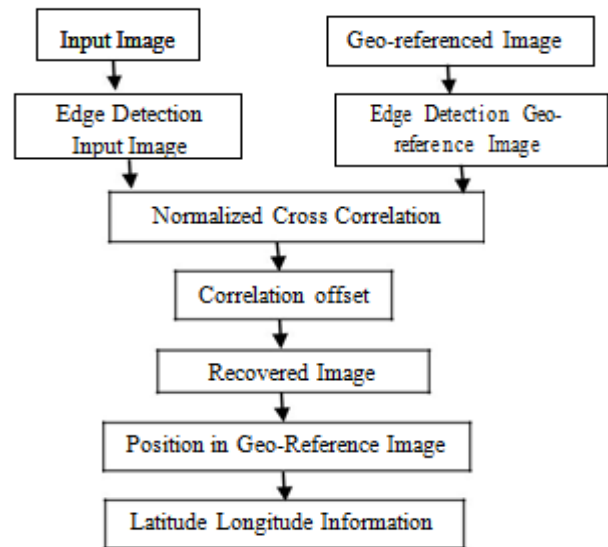 Input Image
Geo-referenced Image
Edge Detection
Input Image
Edge Detection Geo-
reference Image
Normalized Cross Correlation
Correlation offset
Recovered Image
Position in Geo-Reference Image
Latitude Longitude Information